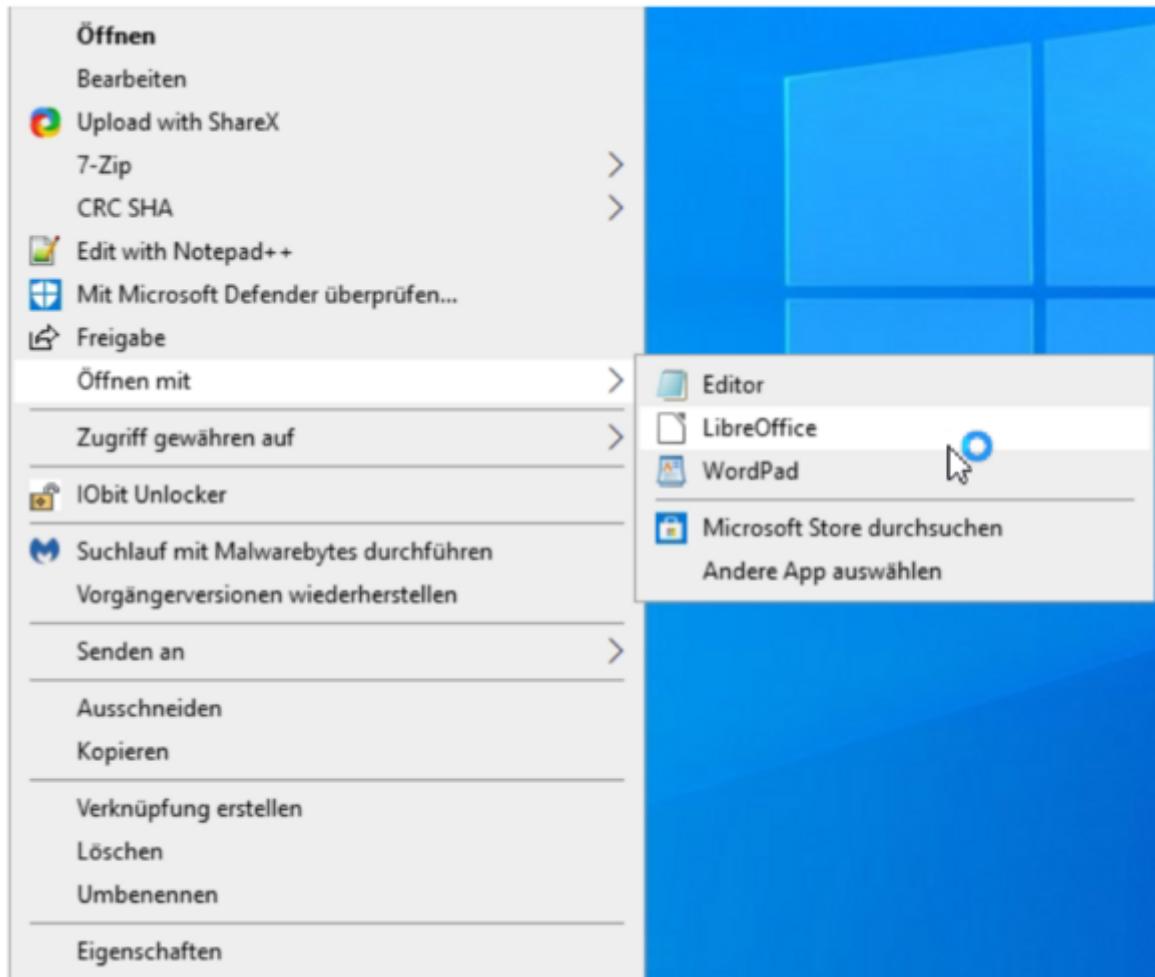 Öffnen
Bearbeiten
Upload with ShareX
7-Zip
CRC SHA
Edit with Notepad++
Mit Microsoft Defender überprüfen...
Freigabe
Öffnen mit
Zugriff gewähren auf
IObit Unlocker
Suchlauf mit Malwarebytes durchführen
Vorgängerversionen wiederherstellen
Senden an
Ausschneiden
Kopieren
Verknüpfung erstellen
Löschen
Umbenennen
Eigenschaften
Editor
LibreOffice
WordPad
Microsoft Store durchsuchen
Andere App auswählen